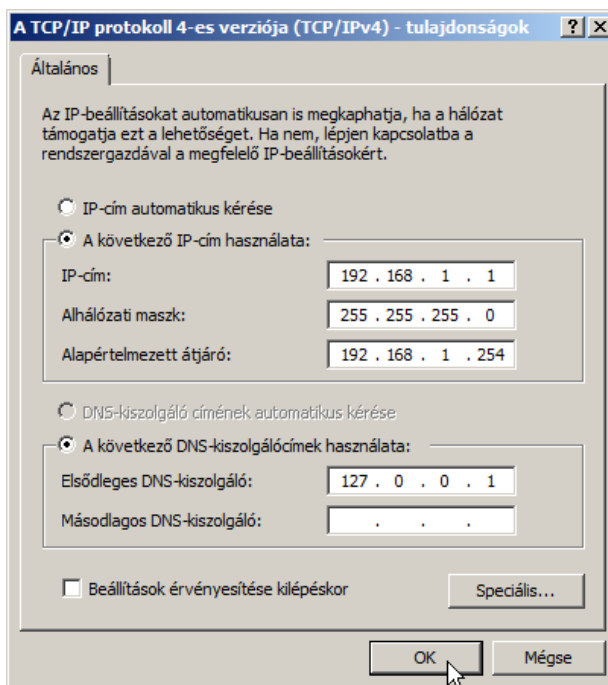 A TCP/IP protokoll 4-es verziója (TCP/IPv4) - tulajdonságok
Általános
Az IP-beállításokat automatikusan is megkaphatja, ha a hálózat
támogatja ezt a lehetőséget. Ha nem, lépjen kapcsolatba a
rendszergazdával a megfelelő IP-beállításokért.
IP-cím automatikus kérése
A következő IP-cím használata:
IP-cím: 192 . 168 . 1 . 1
Alhálózati maszk: 255 . 255 . 255 . 0
Alapértelmezett átjáró: 192 . 168 . 1 . 254
DNS-kiszolgáló címének automatikus kérése
A következő DNS-kiszolgálócímek használata:
Elsődleges DNS-kiszolgáló: 127 . 0 . 0 . 1
Másodlagos DNS-kiszolgáló: . . .
Beállítások érvényesítése kilépéskor Speciális...
OK Mégse